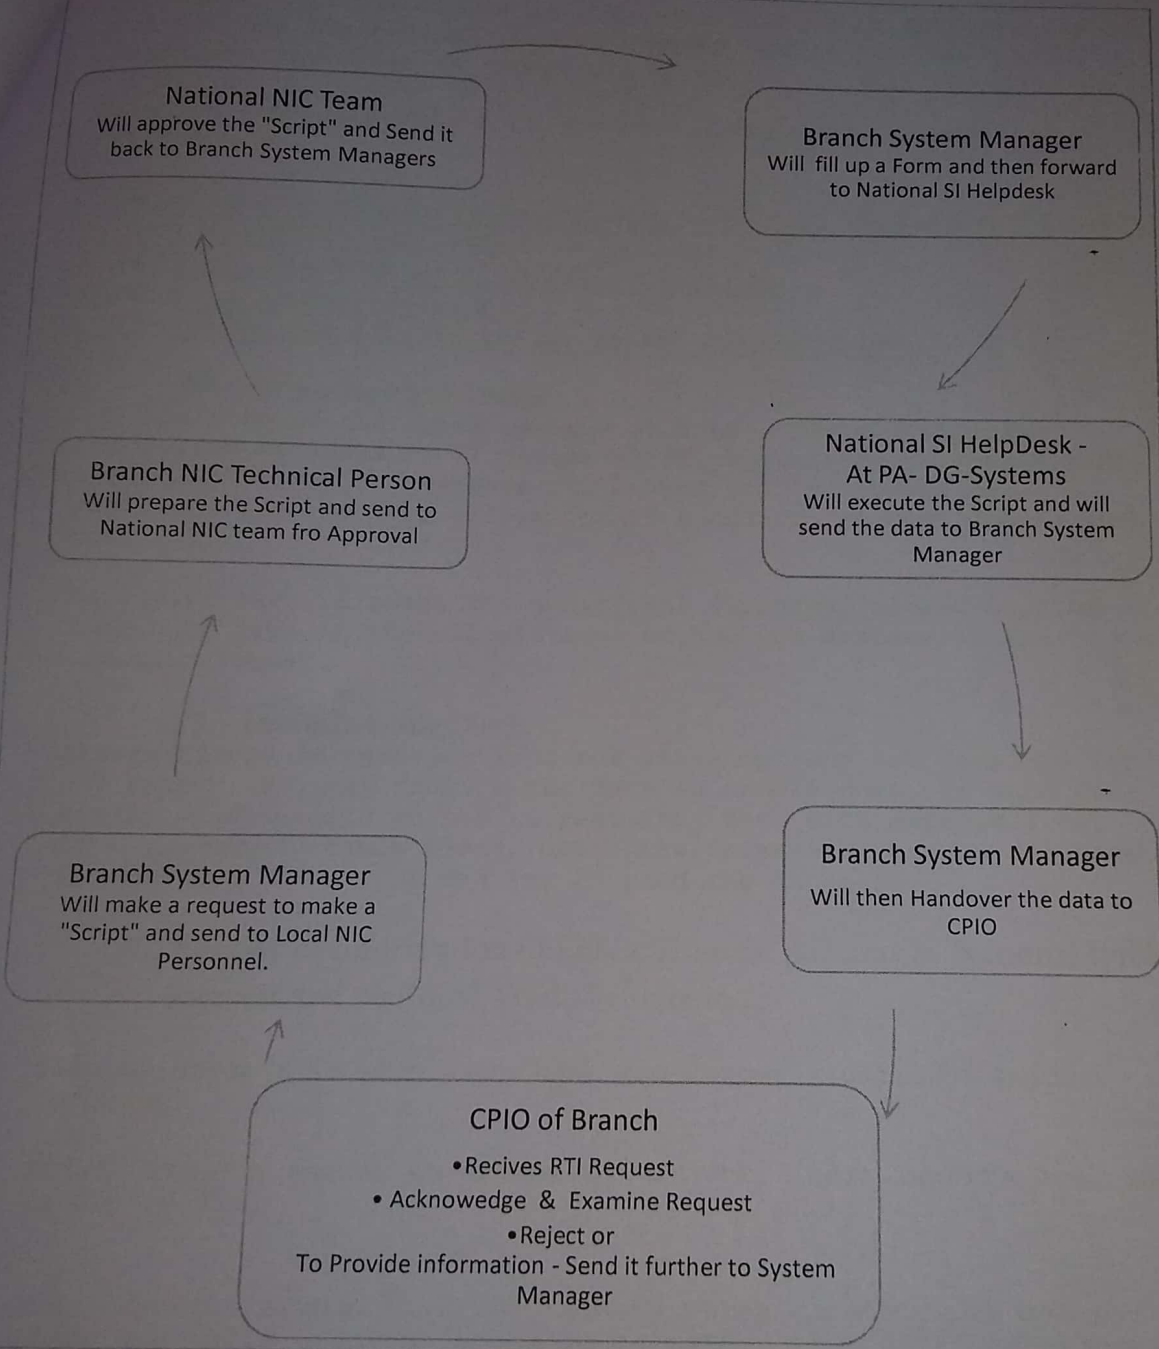 National NIC Team
Will approve the "Script" and Send it
back to Branch System Managers
Branch System Manager
Will fill up a Form and then forward
to National SI Helpdesk
Branch NIC Technical Person
Will prepare the Script and send to
National NIC team fro Approval
National SI HelpDesk -
At PA- DG-Systems
Will execute the Script and will
send the data to Branch System
Manager
Branch System Manager
Will make a request to make a
"Script" and send to Local NIC
Personnel.
Branch System Manager
Will then Handover the data to
CPIO
CPIO of Branch
•Recives RTI Request
• Acknowedge & Examine Request
•Reject or
To Provide information - Send it further to System
Manager